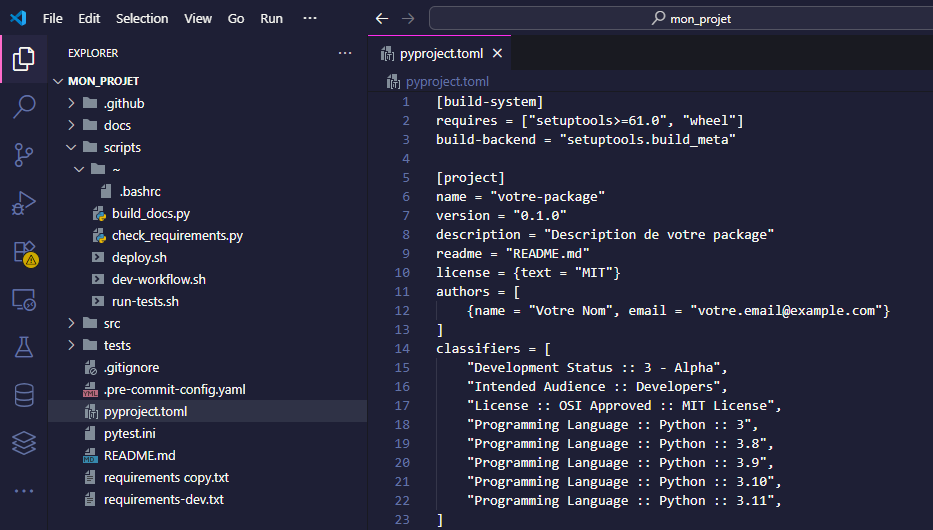 File Edit Selection View Go Run ···
mon_projet
EXPLORER ···
MON_PROJET
.github
docs
scripts
~
.bashrc
build_docs.py
check_requirements.py
deploy.sh
dev-workflow.sh
run-tests.sh
src
tests
.gitignore
.pre-commit-config.yaml
pyproject.toml
pytest.ini
README.md
requirements copy.txt
requirements-dev.txt
pyproject.toml
pyproject.toml
1 [build-system]
2 requires = ["setuptools>=61.0", "wheel"]
3 build-backend = "setuptools.build_meta"
4
5 [project]
6 name = "votre-package"
7 version = "0.1.0"
8 description = "Description de votre package"
9 readme = "README.md"
10 license = {text = "MIT"}
11 authors = [
12     {name = "Votre Nom", email = "votre.email@example.com"}
13 ]
14 classifiers = [
15     "Development Status :: 3 - Alpha",
16     "Intended Audience :: Developers",
17     "License :: OSI Approved :: MIT License",
18     "Programming Language :: Python :: 3",
19     "Programming Language :: Python :: 3.8",
20     "Programming Language :: Python :: 3.9",
21     "Programming Language :: Python :: 3.10",
22     "Programming Language :: Python :: 3.11",
23 ]